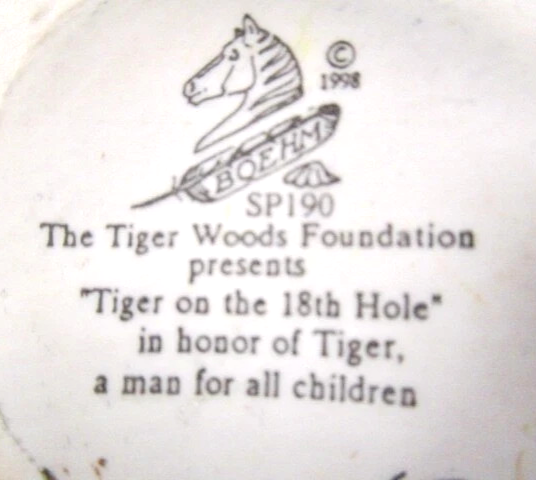 ©
1998
BOEHM
SP190
The Tiger Woods Foundation
presents
"Tiger on the 18th Hole"
in honor of Tiger,
a man for all children